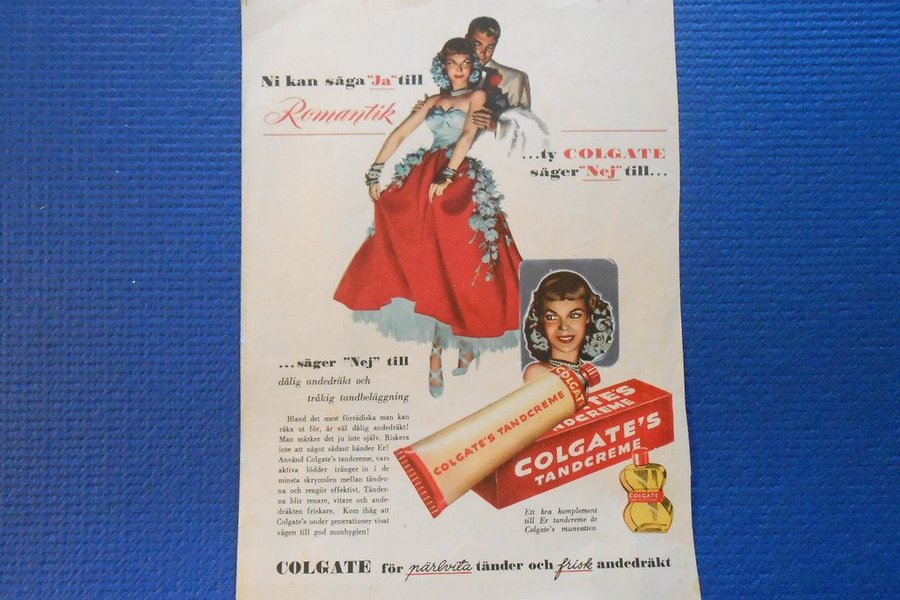 Ni kan säga "Ja" till
Romantik
...ty COLGATE
säger "Nej" till...
...säger "Nej" till
dålig andedräkt och
tråkig tandbeläggning
Bland det mest förrädiska man kan
råka ut för, är väl dålig andedräkt!
Man märker det ju inte själv. Riskera
inte att något sådant händer Er!
Använd Colgate's tandcreme, vars
aktiva lödder tränger in i de
minsta skrymslen mellan tänder-
na och rengör effektivt. Tänder-
na blir renare, vitare och ande-
dräkten friskare. Kom ihåg att
Colgate's under generationer visat
vägen till god munhygien!
COLGATE'S TANDCREME
COLGATE
TE'S
NDCREME
COLGATE'S
TANDCREME
COLGATE
Ett bra komplement
till Er tandcreme är
Colgate's munvatten
COLGATE för pärlvita tänder och frisk andedräkt